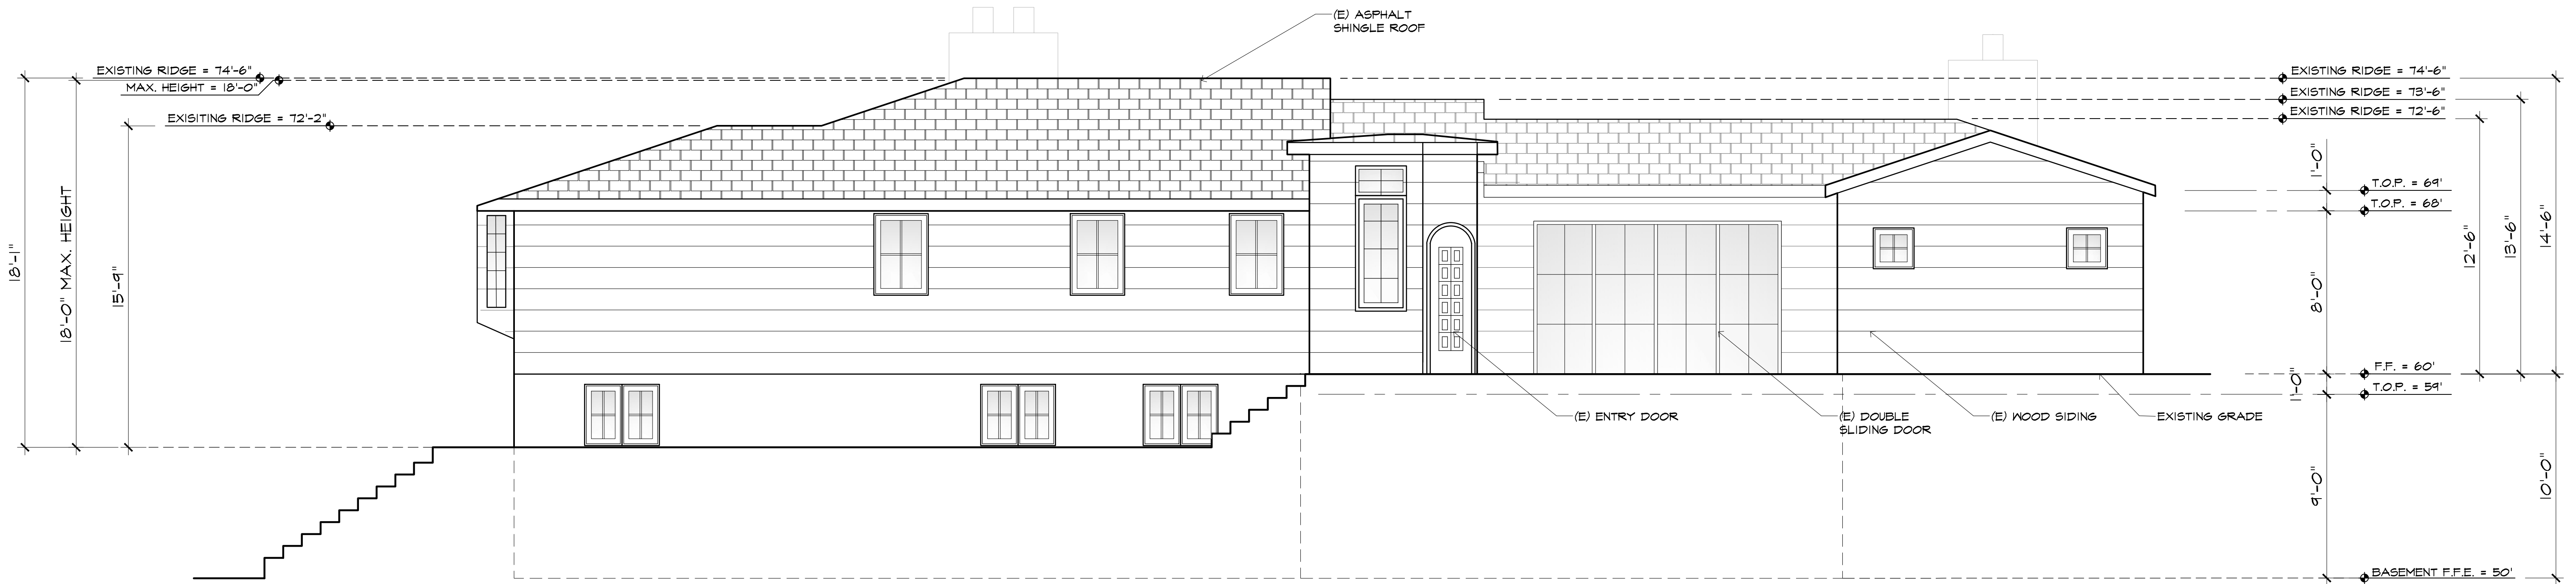 (E) ASPHALT
SHINGLE ROOF
EXISTING RIDGE = 74'-6"
MAX. HEIGHT = 18'-0"
EXISITING RIDGE = 72'-2"
18'-1"
18'-0" MAX. HEIGHT
15'-9"
EXISTING RIDGE = 74'-6"
EXISTING RIDGE = 73'-6"
EXISTING RIDGE = 72'-6"
1'-0"
T.O.P. = 69'
T.O.P. = 68'
8'-0"
12'-6"
13'-6"
14'-6"
F.F. = 60'
1'-0"
T.O.P. = 59'
(E) ENTRY DOOR
(E) DOUBLE
SLIDING DOOR
(E) WOOD SIDING
EXISTING GRADE
9'-0"
10'-0"
BASEMENT F.F.E. = 50'